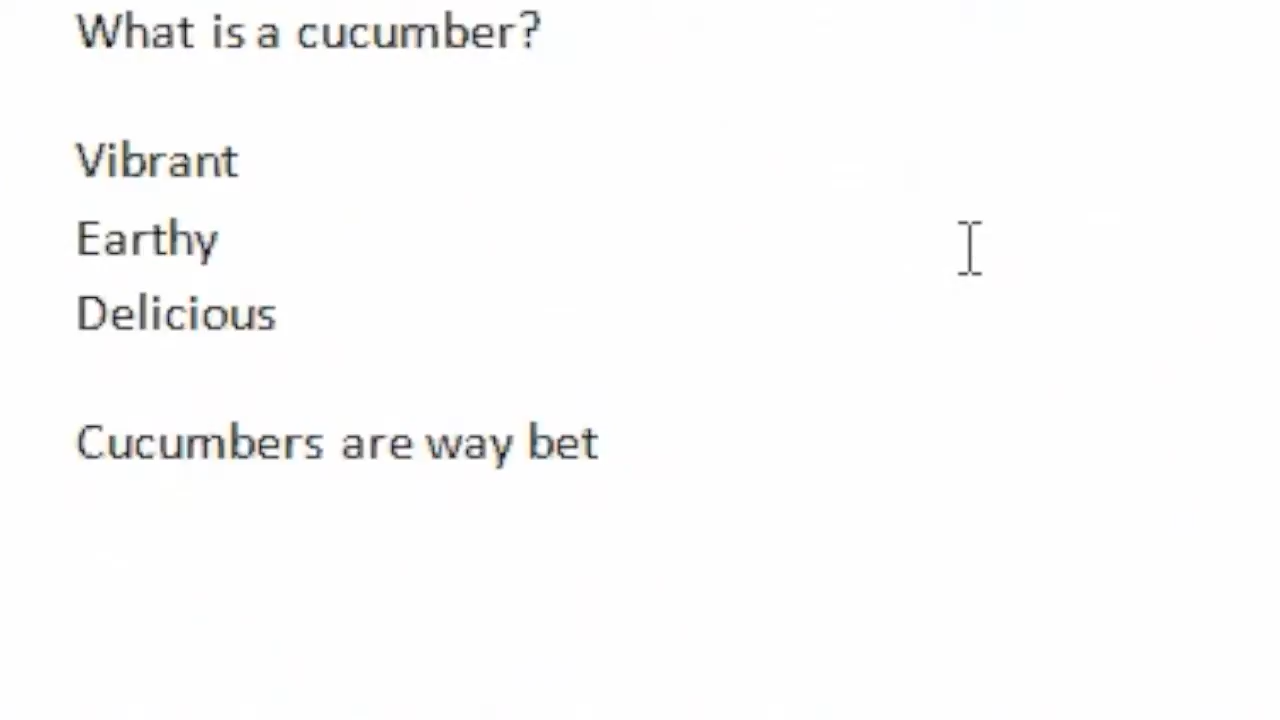 What is a cucumber?
Vibrant
Earthy
Delicious
Cucumbers are way bet